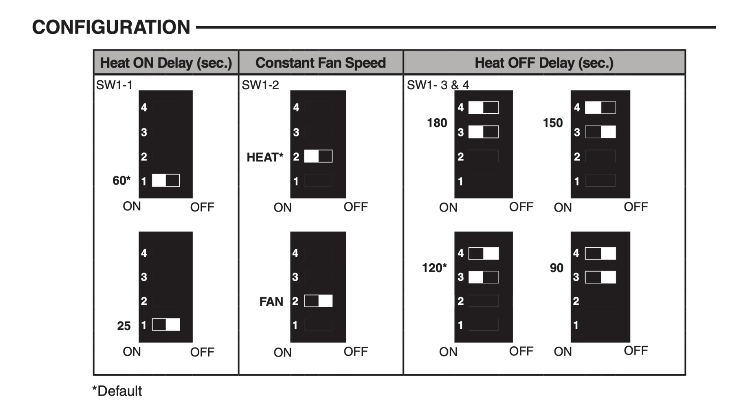 CONFIGURATION
Heat ON Delay (sec.) Constant Fan Speed Heat OFF Delay (sec.)
SW1-1 SW1-2 SW1- 3 & 4
4 4 4 4
180 150
3 3 3 3
HEAT*
2 2 2 2
60* 1 1 1 1
ON OFF ON OFF ON OFF ON OFF
4 4 4 4
120* 90
3 3 3 3
2 FAN 2 2 2
25 1 1 1 1
ON OFF ON OFF ON OFF ON OFF
*Default